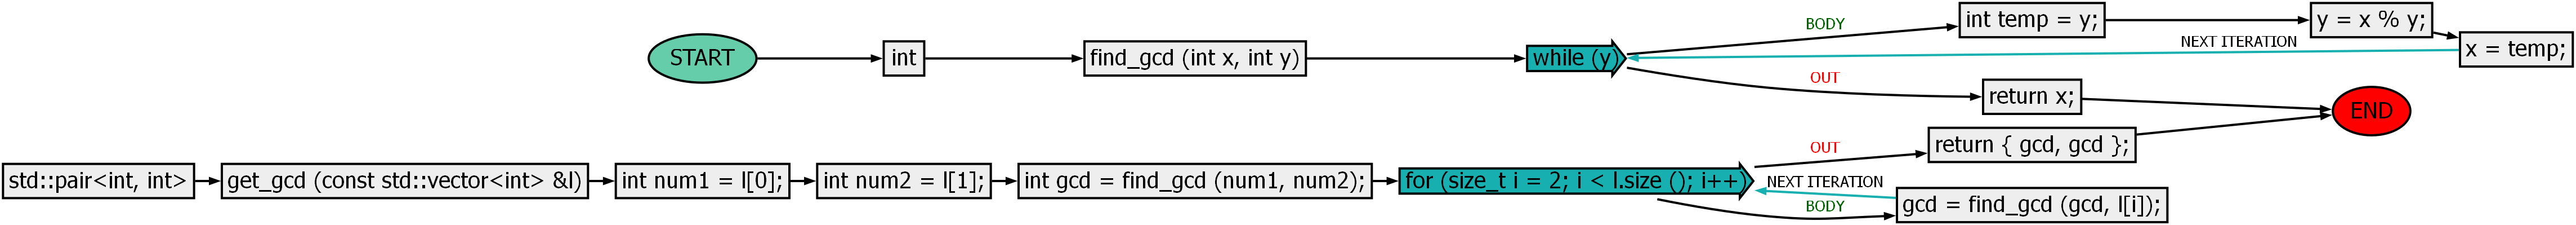 START
int
find_gcd (int x, int y)
while (y)
BODY
int temp = y;
y = x % y;
x = temp;
NEXT ITERATION
OUT
return x;
END
std::pair<int, int>
get_gcd (const std::vector<int> &l)
int num1 = l[0];
int num2 = l[1];
int gcd = find_gcd (num1, num2);
for (size_t i = 2; i < l.size (); i++)
OUT
return { gcd, gcd };
NEXT ITERATION
BODY
gcd = find_gcd (gcd, l[i]);